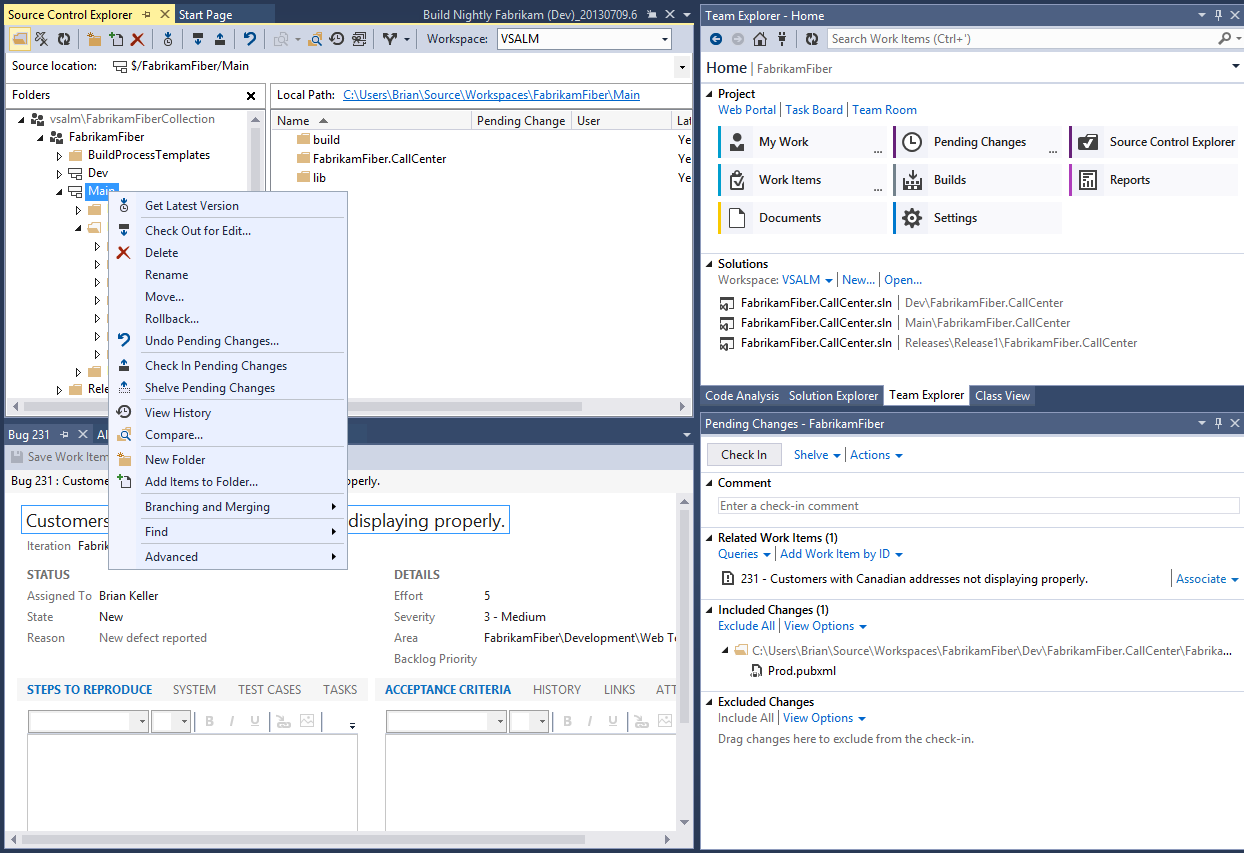 Source Control Explorer
Start Page
Build Nightly Fabrikam (Dev)_20130709.6
Workspace: VSALM
Source location: $/FabrikamFiber/Main
Folders
Local Path: C:\Users\Brian\Source\Workspaces\FabrikamFiber\Main
Name Pending Change User Lat
vsalm\FabrikamFiberCollection
FabrikamFiber
BuildProcessTemplates
Dev
Main
Rele
build Ye
FabrikamFiber.CallCenter Ye
lib Ye
Get Latest Version
Check Out for Edit...
Delete
Rename
Move...
Rollback...
Undo Pending Changes...
Check In Pending Changes
Shelve Pending Changes
View History
Compare...
New Folder
Add Items to Folder...
Branching and Merging
Find
Advanced
Bug 231 Al
Save Work Item
Bug 231 : Custome operly.
Customers displaying properly.
Iteration Fabrik
STATUS
Assigned To Brian Keller
State New
Reason New defect reported
DETAILS
Effort 5
Severity 3 - Medium
Area FabrikamFiber\Development\Web Te
Backlog Priority
STEPS TO REPRODUCE SYSTEM TEST CASES TASKS
ACCEPTANCE CRITERIA HISTORY LINKS ATT
B I U
B I U
Team Explorer - Home
Search Work Items (Ctrl+')
Home | FabrikamFiber
Project
Web Portal | Task Board | Team Room
My Work ...
Pending Changes ...
Source Control Explorer
Work Items ...
Builds
Reports
Documents
Settings
Solutions
Workspace: VSALM | New... | Open...
FabrikamFiber.CallCenter.sln | Dev\FabrikamFiber.CallCenter
FabrikamFiber.CallCenter.sln | Main\FabrikamFiber.CallCenter
FabrikamFiber.CallCenter.sln | Releases\Release1\FabrikamFiber.CallCenter
Code Analysis Solution Explorer Team Explorer Class View
Pending Changes - FabrikamFiber
Check In Shelve | Actions
Comment
Enter a check-in comment
Related Work Items (1)
Queries | Add Work Item by ID
231 - Customers with Canadian addresses not displaying properly. | Associate
Included Changes (1)
Exclude All | View Options
C:\Users\Brian\Source\Workspaces\FabrikamFiber\Dev\FabrikamFiber.CallCenter\Fabrika...
Prod.pubxml
Excluded Changes
Include All | View Options
Drag changes here to exclude from the check-in.